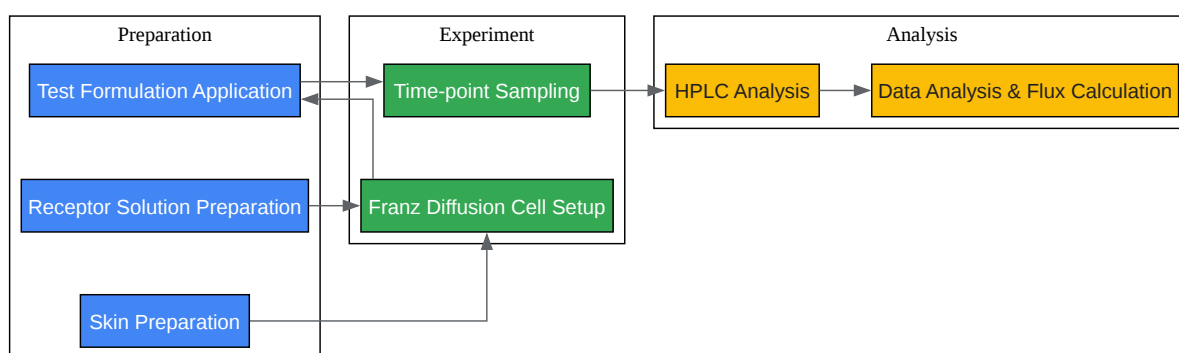 Preparation
Experiment
Analysis
Test Formulation Application
Time-point Sampling
HPLC Analysis
Data Analysis & Flux Calculation
Receptor Solution Preparation
Franz Diffusion Cell Setup
Skin Preparation